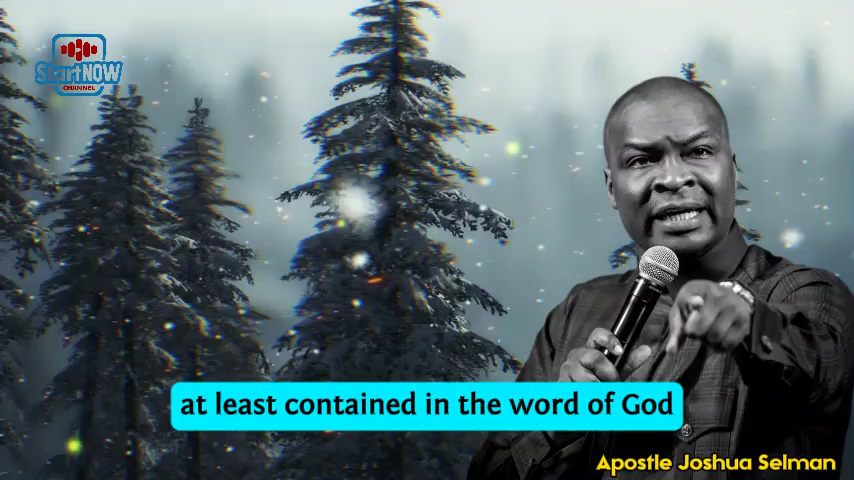 StartNOW
CHANNEL
at least contained in the word of God
Apostle Joshua Selman